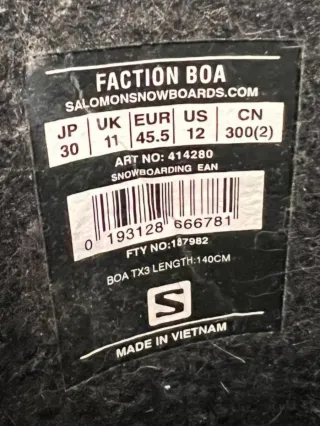 FACTION BOA
SALOMONSNOWBOARDS.COM
JP UK EUR US CN
30 11 45.5 12 300(2)
ART NO: 414280
SNOWBOARDING EAN
0 193128 666781
FTY NO:187982
BOA TX3 LENGTH:140CM
S
MADE IN VIETNAM